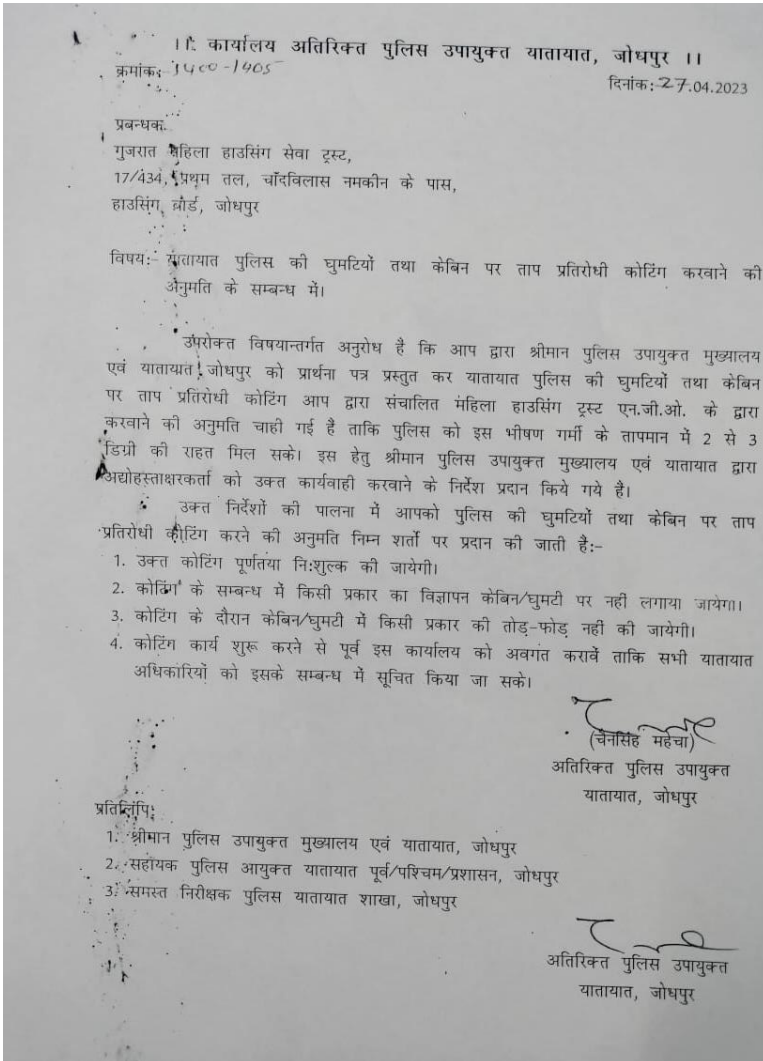 ।। कार्यालय अतिरिक्त पुलिस उपायुक्त यातायात, जोधपुर ।।
क्रमांकः 1400-1405
दिनांकः 27.04.2023
प्रबन्धक
गुजरात महिला हाउसिंग सेवा ट्रस्ट,
17/434, प्रथम तल, चाँदविलास नमकीन के पास,
हाउसिंग बोर्ड, जोधपुर
विषयः- यातायात पुलिस की घुमटियों तथा केबिन पर ताप प्रतिरोधी कोटिंग करवाने की
अनुमति के सम्बन्ध में।
उपरोक्त विषयान्तर्गत अनुरोध है कि आप द्वारा श्रीमान पुलिस उपायुक्त मुख्यालय
एवं यातायात जोधपुर को प्रार्थना पत्र प्रस्तुत कर यातायात पुलिस की घुमटियों तथा केबिन
पर ताप प्रतिरोधी कोटिंग आप द्वारा संचालित महिला हाउसिंग ट्रस्ट एन.जी.ओ. के द्वारा
करवाने की अनुमति चाही गई है ताकि पुलिस को इस भीषण गर्मी के तापमान में 2 से 3
डिग्री की राहत मिल सके। इस हेतु श्रीमान पुलिस उपायुक्त मुख्यालय एवं यातायात द्वारा
अद्योहस्ताक्षरकर्ता को उक्त कार्यवाही करवाने के निर्देश प्रदान किये गये है।
उक्त निर्देशों की पालना में आपको पुलिस की घुमटियों तथा केबिन पर ताप
प्रतिरोधी कोटिंग करने की अनुमति निम्न शर्तो पर प्रदान की जाती हैः-
1. उक्त कोटिंग पूर्णतया निःशुल्क की जायेगी।
2. कोटिंग के सम्बन्ध में किसी प्रकार का विज्ञापन केबिन/घुमटी पर नही लगाया जायेगा।
3. कोटिंग के दौरान केबिन/घुमटी में किसी प्रकार की तोड़-फोड़ नही की जायेगी।
4. कोटिंग कार्य शुरू करने से पूर्व इस कार्यालय को अवगत करावें ताकि सभी यातायात
अधिकारियों को इसके सम्बन्ध में सूचित किया जा सके।
(चैनसिंह महेचा)
अतिरिक्त पुलिस उपायुक्त
यातायात, जोधपुर
प्रतिलिपिः
1. श्रीमान पुलिस उपायुक्त मुख्यालय एवं यातायात, जोधपुर
2. सहायक पुलिस आयुक्त यातायात पूर्व/पश्चिम/प्रशासन, जोधपुर
3. समस्त निरीक्षक पुलिस यातायात शाखा, जोधपुर
अतिरिक्त पुलिस उपायुक्त
यातायात, जोधपुर